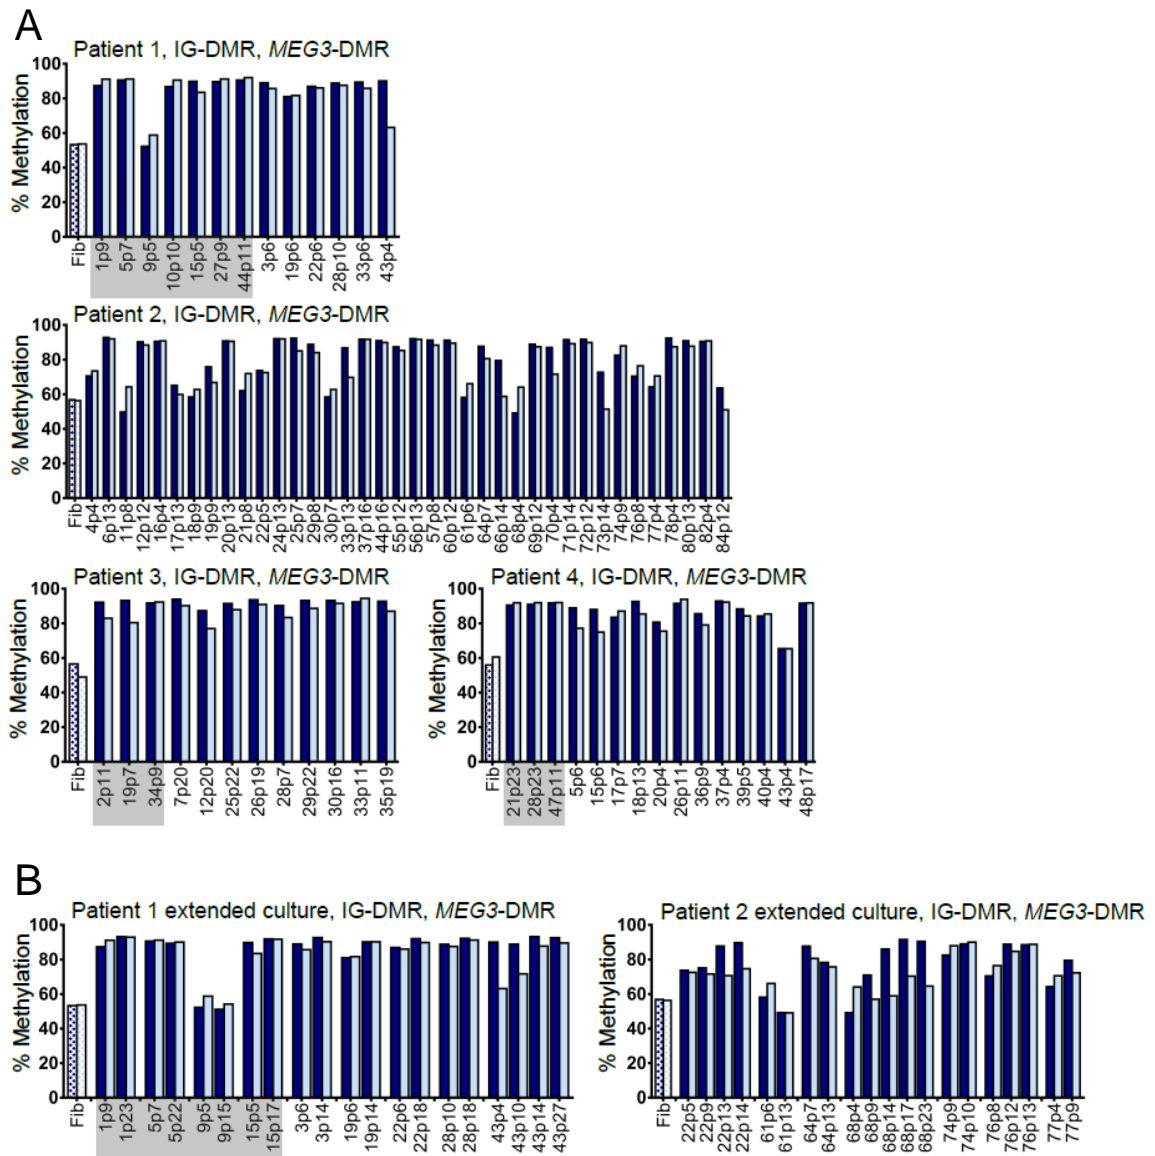 A
Patient 1, IG-DMR, MEG3-DMR
% Methylation
100
80
60
40
20
0
Fib 1p9 5p7 9p5 10p10 15p5 27p9 44p11 3p6 19p6 22p6 28p10 33p6 43p4
Patient 2, IG-DMR, MEG3-DMR
% Methylation
100
80
60
40
20
0
Fib 4p4 6p13 11p8 12p12 16p4 17p13 18p9 19p9 20p13 21p8 22p5 24p13 25p7 29p8 30p7 33p13 37p16 44p16 55p12 56p13 57p8 60p12 61p6 64p7 66p14 68p4 69p12 70p4 71p14 72p12 73p14 74p9 76p8 77p4 78p4 80p13 82p4 84p12
Patient 3, IG-DMR, MEG3-DMR
% Methylation
100
80
60
40
20
0
Fib 2p11 19p7 34p9 7p20 12p20 25p22 26p19 28p7 29p22 30p16 33p11 35p19
Patient 4, IG-DMR, MEG3-DMR
% Methylation
100
80
60
40
20
0
Fib 21p23 28p23 47p11 5p6 15p6 17p7 18p13 20p4 26p11 36p9 37p4 39p5 40p4 43p4 48p17
B
Patient 1 extended culture, IG-DMR, MEG3-DMR
% Methylation
100
80
60
40
20
0
Fib 1p9 1p23 5p7 5p22 9p5 9p15 15p5 15p17 3p6 3p14 19p6 19p14 22p6 22p18 28p10 28p18 43p4 43p10 43p14 43p27
Patient 2 extended culture, IG-DMR, MEG3-DMR
% Methylation
100
80
60
40
20
0
Fib 22p5 22p9 22p13 22p14 61p6 61p13 64p7 64p13 68p4 68p9 68p14 68p17 68p23 74p9 74p10 76p8 76p12 76p13 77p4 77p9